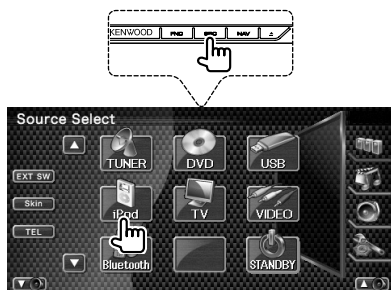 KENWOOD FNC SRC NAV
Source Select
TUNER DVD USB
EXT SW
Skin iPod TV VIDEO
TEL
Bluetooth STANDBY